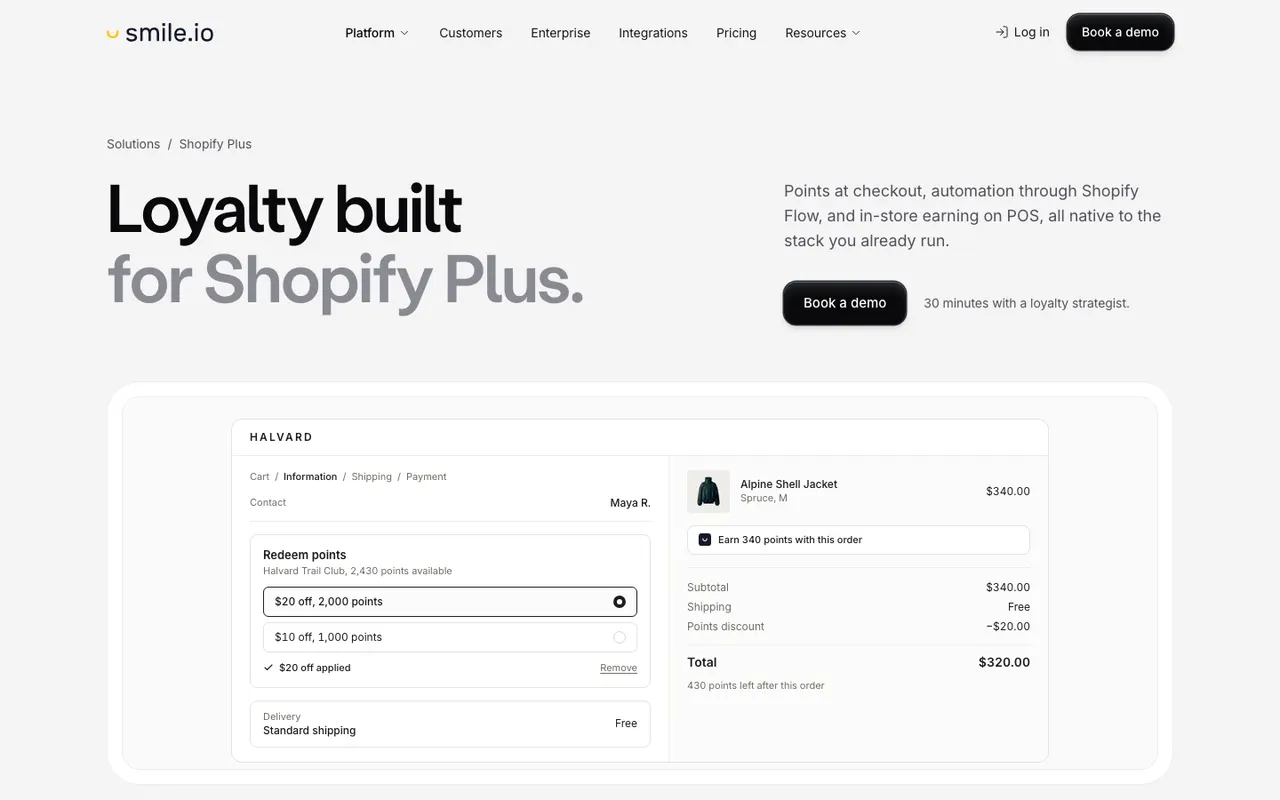 smile.io
Platform
Customers
Enterprise
Integrations
Pricing
Resources
Log in
Book a demo
Solutions / Shopify Plus
Loyalty built
for Shopify Plus.
Points at checkout, automation through Shopify
Flow, and in-store earning on POS, all native to the
stack you already run.
Book a demo
30 minutes with a loyalty strategist.
HALVARD
Cart / Information / Shipping / Payment
Contact
Maya R.
Redeem points
Halvard Trail Club, 2,430 points available
$20 off, 2,000 points
$10 off, 1,000 points
$20 off applied
Remove
Delivery
Standard shipping
Free
Alpine Shell Jacket
Spruce, M
$340.00
Earn 340 points with this order
Subtotal
$340.00
Shipping
Free
Points discount
−$20.00
Total
$320.00
430 points left after this order